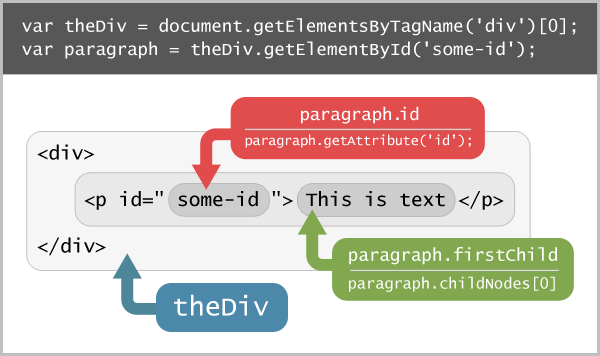 var theDiv = document.getElementsByTagName('div')[0];
var paragraph = theDiv.getElementById('some-id');
paragraph.id
paragraph.getAttribute('id');
<div>
<p id="some-id">This is text</p>
</div>
paragraph.firstChild
paragraph.childNodes[0]
theDiv